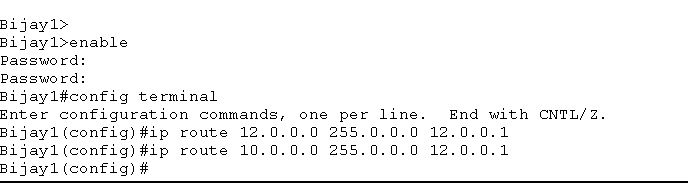 Bijay1>
Bijay1>enable
Password:
Password:
Bijay1#config terminal
Enter configuration commands, one per line.  End with CNTL/Z.
Bijay1(config)#ip route 12.0.0.0 255.0.0.0 12.0.0.1
Bijay1(config)#ip route 10.0.0.0 255.0.0.0 12.0.0.1
Bijay1(config)#